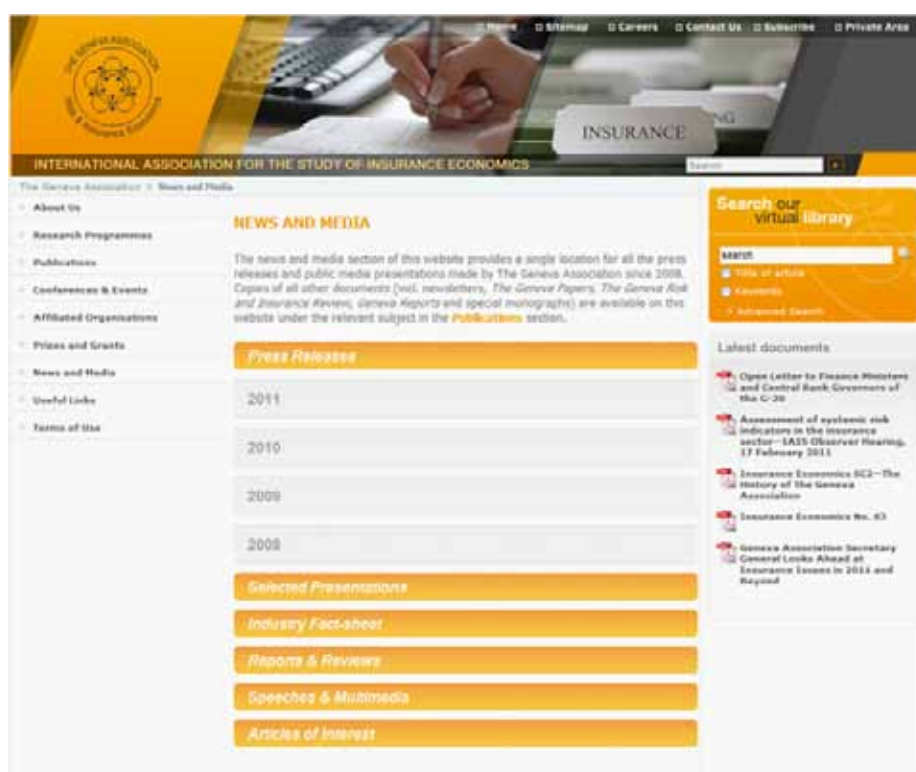 Home Sitemap Careers Contact Us Subscribe Private Area
THE GENEVA ASSOCIATION
Risk & Insurance Economics
INSURANCE
NG
INTERNATIONAL ASSOCIATION FOR THE STUDY OF INSURANCE ECONOMICS
Search
The Geneva Association > News and Media
About Us
Research Programmes
Publications
Conferences & Events
Affiliated Organisations
Prizes and Grants
News and Media
Useful Links
Terms of Use
NEWS AND MEDIA
The news and media section of this website provides a single location for all the press
releases and public media presentations made by The Geneva Association since 2008.
Copies of all other documents (incl. newsletters, The Geneva Papers, The Geneva Risk
and Insurance Review, Geneva Reports and special monographs) are available on this
website under the relevant subject in the Publications section.
Press Releases
2011
2010
2009
2008
Selected Presentations
Industry Fact-sheet
Reports & Reviews
Speeches & Multimedia
Articles of Interest
Search our
virtual library
search
Title of article
Keywords
> Advanced Search
Latest documents
Open Letter to Finance Ministers
and Central Bank Governors of
the G-20
Assessment of systemic risk
indicators in the insurance
sector—IAIS Observer Hearing,
17 February 2011
Insurance Economics SC2—The
History of The Geneva
Association
Insurance Economics No. 63
Geneva Association Secretary
General Looks Ahead at
Insurance Issues in 2011 and
Beyond